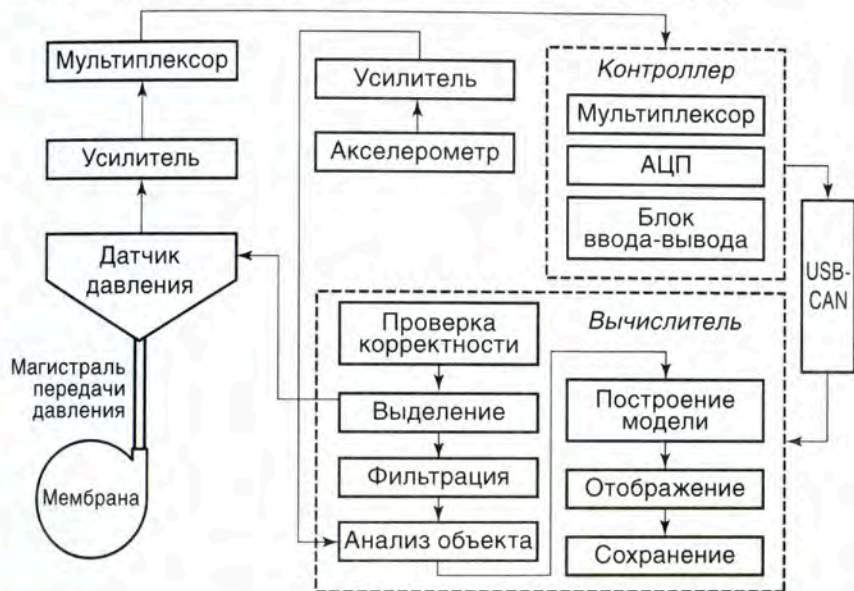 Мультиплексор
Усилитель
Датчик
давления
Магистраль
передачи
давления
Мембрана
Усилитель
Акселерометр
Контроллер
Мультиплексор
АЦП
Блок
ввода-вывода
USB-
CAN
Вычислитель
Проверка
корректности
Выделение
Фильтрация
Анализ объекта
Построение
модели
Отображение
Сохранение